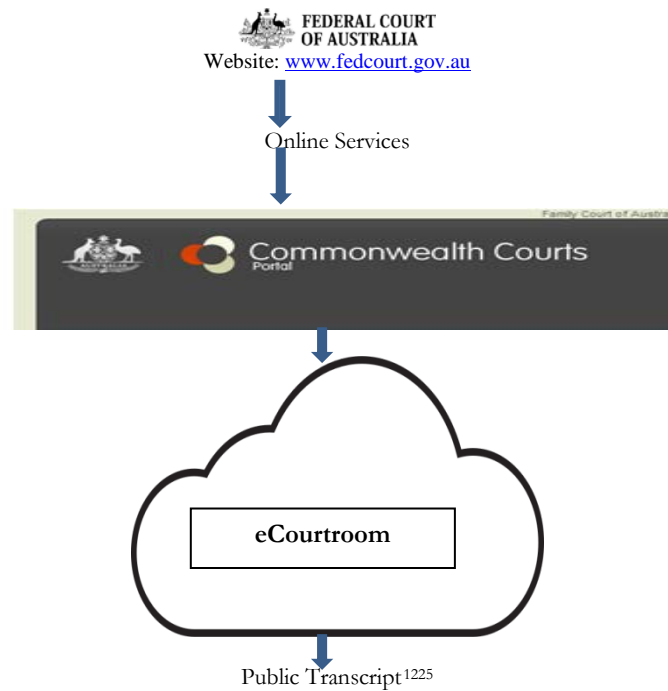 FEDERAL COURT
OF AUSTRALIA
Website: www.fedcourt.gov.au
Online Services
Family Court of Austra
AUSTRALIA
Commonwealth Courts
Portal
eCourtroom
Public Transcript1225